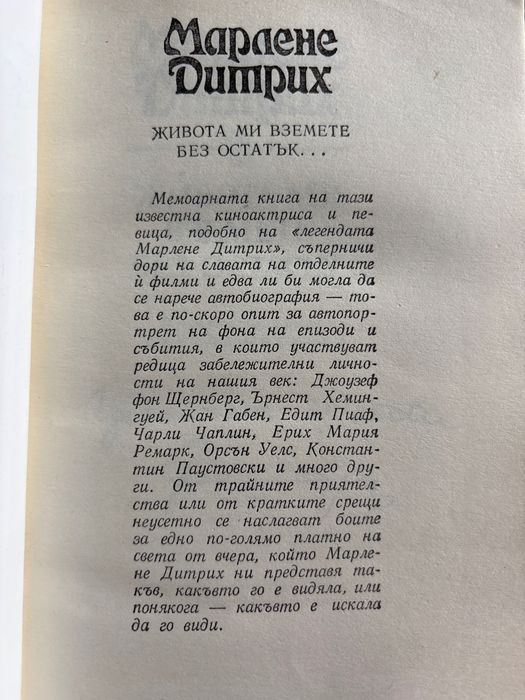 Марлене
Дитрих
ЖИВОТА МИ ВЗЕМЕТЕ
БЕЗ ОСТАТЪК...
Мемоарната книга на тази
известна киноактриса и пе-
вица, подобно на «легендата
Марлене Дитрих», съперничи
дори на славата на отделните
ѝ филми и едва ли би могла да
се нарече автобиография — то-
ва е по-скоро опит за автопор-
трет на фона на епизоди и
събития, в които участвуват
редица забележителни лично-
сти на нашия век: Джоузеф
фон Щернберг, Ърнест Хемин-
гуей, Жан Габен, Едит Пиаф,
Чарли Чаплин, Ерих Мария
Ремарк, Орсън Уелс, Констан-
тин Паустовски и много дру-
ги. От трайните приятел-
ства или от кратките срещи
неусетно се наслагват боите
за едно по-голямо платно на
света от вчера, който Марле-
не Дитрих ни представя та-
къв, какъвто го е видяла, или
понякога — какъвто е искала
да го види.